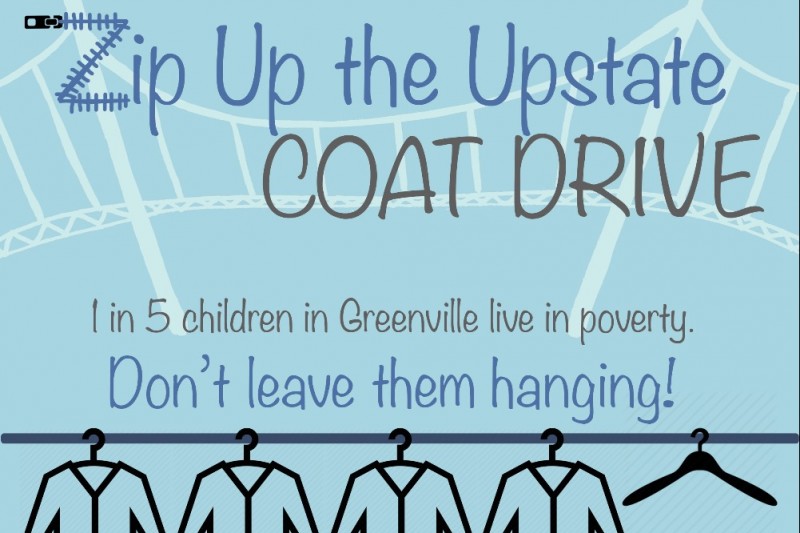 Zip Up the Upstate
COAT DRIVE
1 in 5 children in Greenville live in poverty.
Don't leave them hanging!